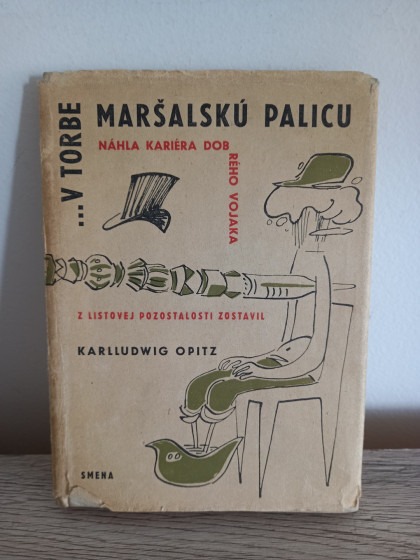 ...V TORBE
MARŠALSKÚ PALICU
NÁHLA KARIÉRA DOB
RÉHO VOJAKA
Z LISTOVEJ POZOSTALOSTI ZOSTAVIL
KARLLUDWIG OPITZ
SMENA